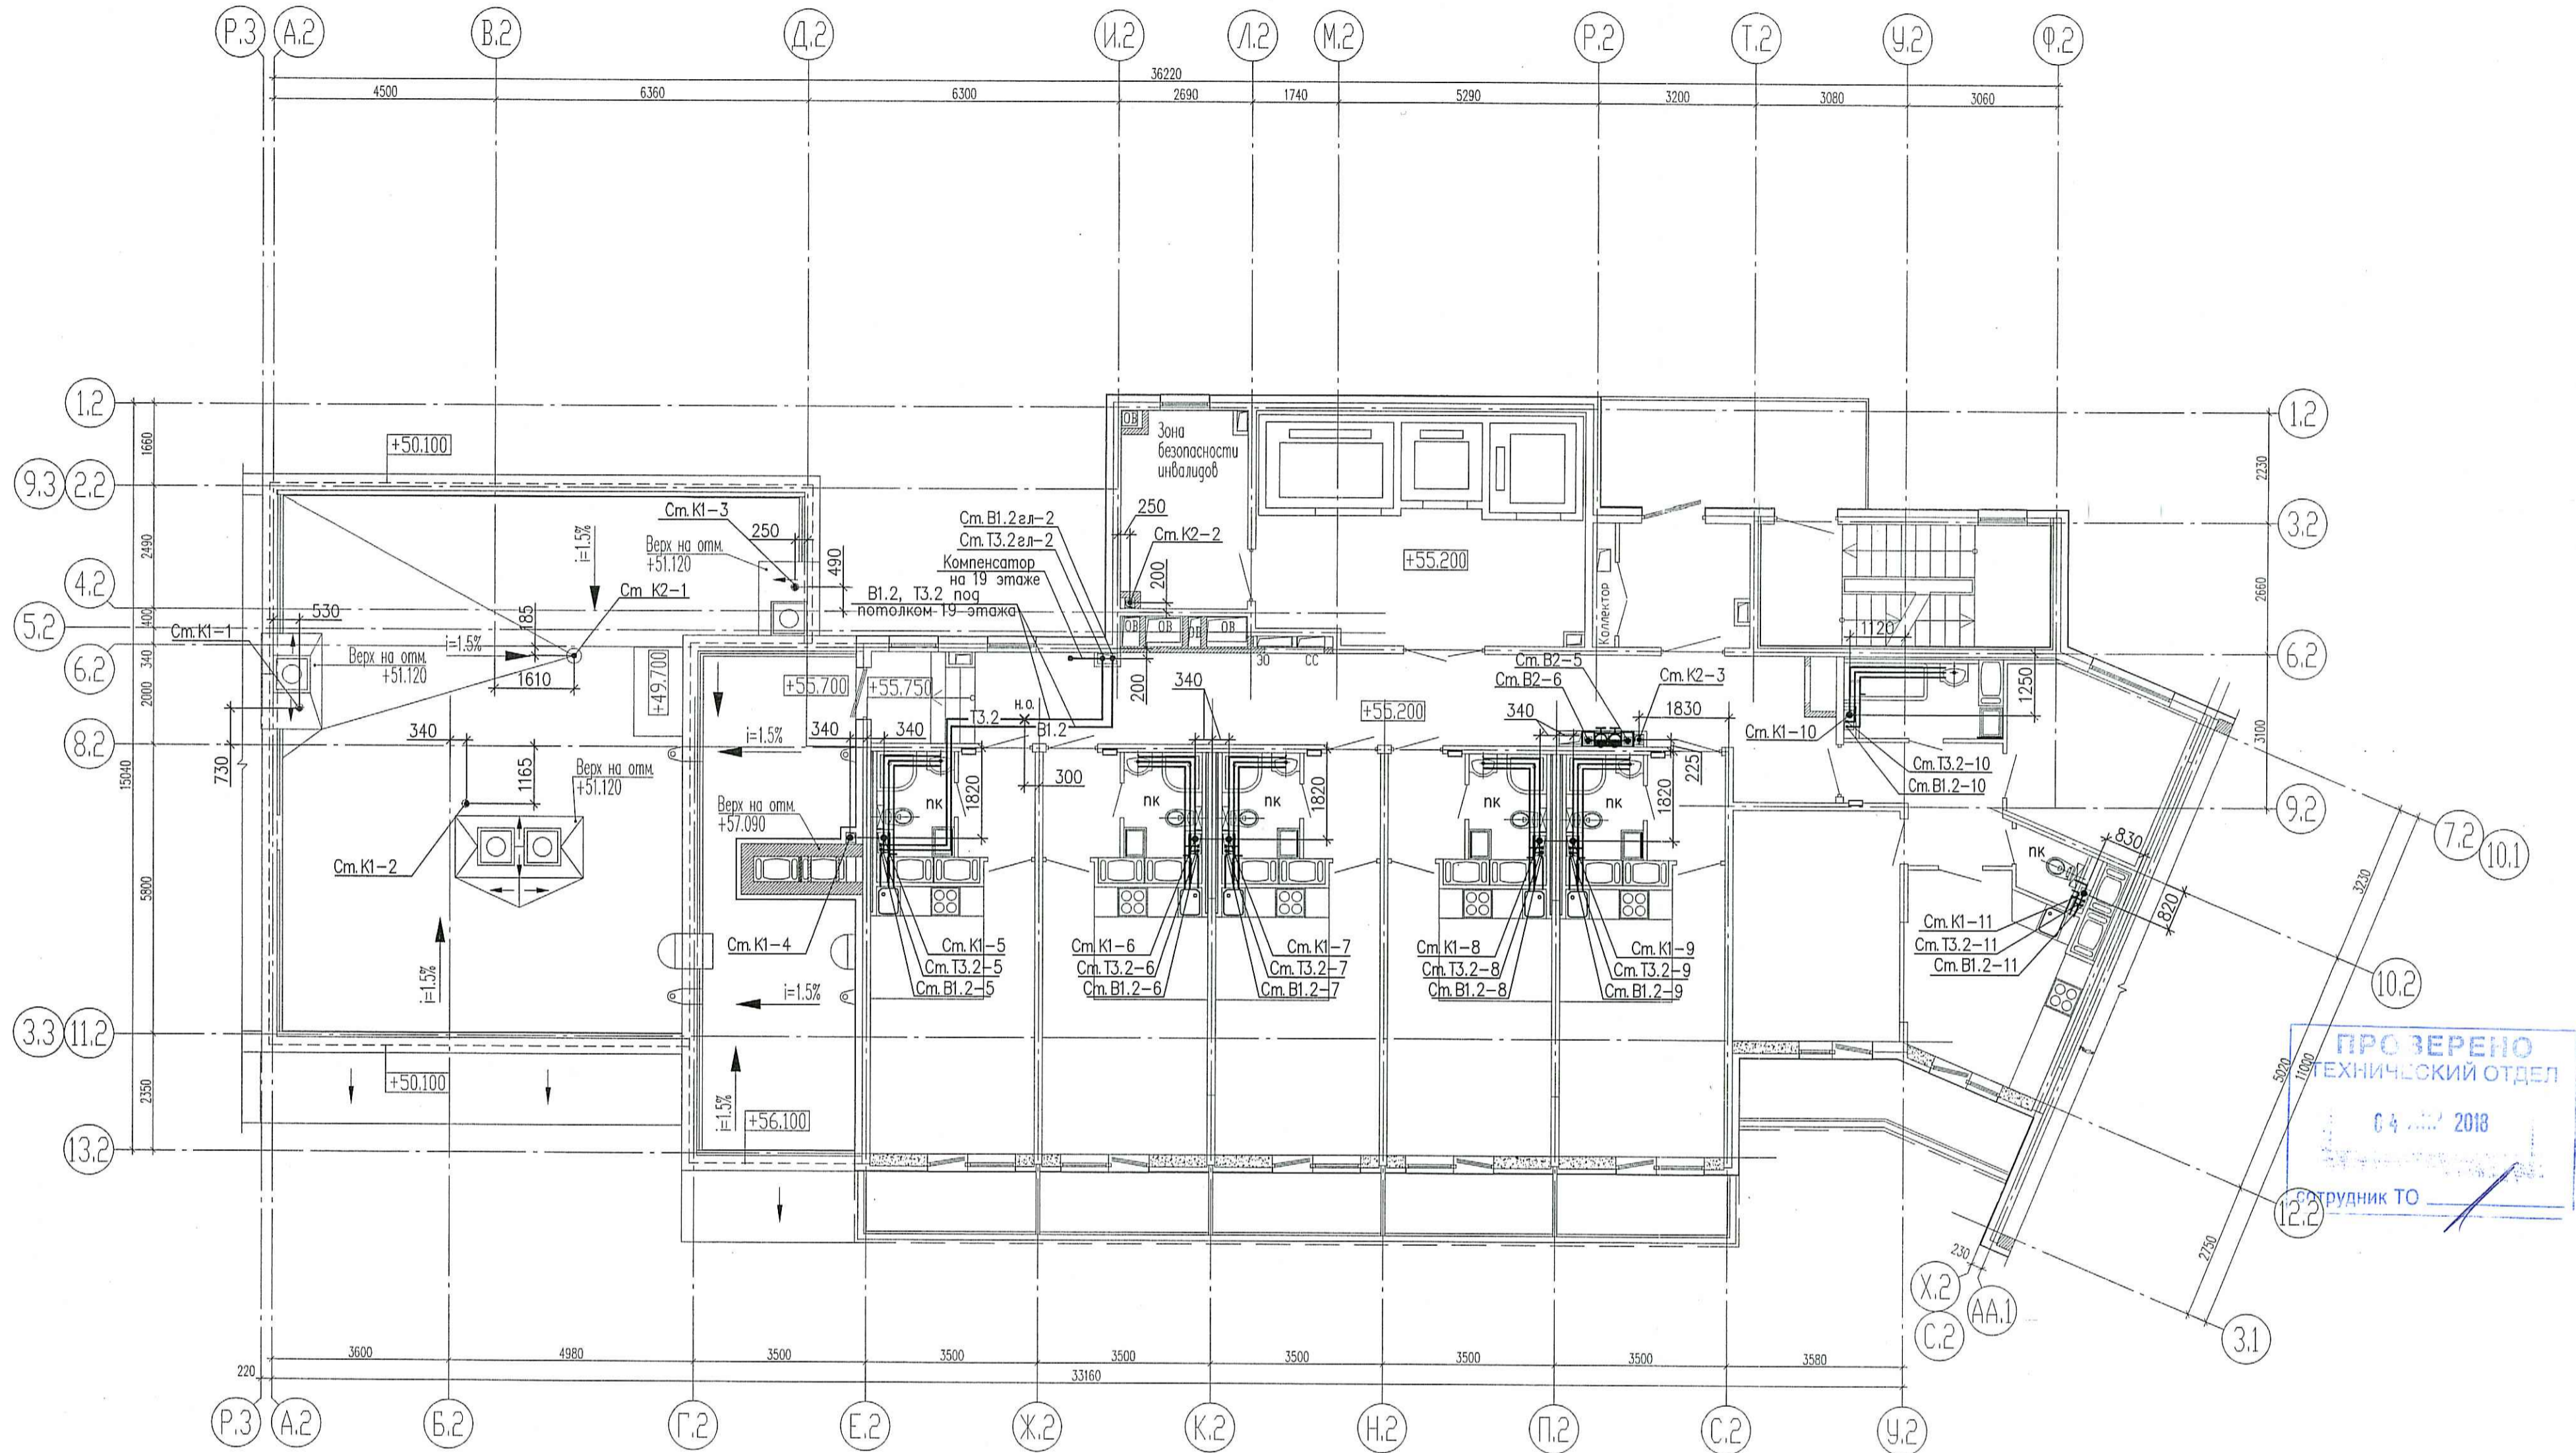 Р.3 А.2 В.2 Д.2 И.2 Л.2 М.2 Р.2 Т.2 У.2 Ф.2
36220
4500 6360 6300 2690 1740 5290 3200 3080 3060
1.2
9.3 2.2
4.2
5.2
6.2
8.2
3.3 11.2
13.2
15040
1660
2490
400
340
2000
5800
2350
1.2
3.2
6.2
9.2
7.2
10.1
10.2
12.2
3.1
2230
2660
3100
3230
5020
11000
2750
230
Х.2
С.2
АА.1
+50.100
i=1.5%
Ст.К1-3
250
490
Верх на отм.
+51.120
Ст К2-1
185
530
Ст.К1-1
Верх на отм.
+51.120
i=1.5%
1610
730
340
1165
Верх на отм.
+51.120
Ст.К1-2
i=1.5%
+50.100
+49.700
+55.700
+55.750
340
340
i=1.5%
Верх на отм.
+57.090
Ст.К1-4
i=1.5%
i=1.5%
+56.100
Ст.В1.2гл-2
Ст.Т3.2гл-2
Компенсатор
на 19 этаже
В1.2, Т3.2 под
потолком 19 этажа
Т3.2
н.о.
В1.2
200
300
ОВ
Зона
безопасности
инвалидов
250
Ст.К2-2
200
ОВ ОВ ОВ ОВ
ЭО СС
+55.200
Коллектор
Ст.В2-5
Ст.В2-6
Ст.К2-3
340
+55.200
340
1830
225
1120
1250
Ст.К1-10
Ст.Т3.2-10
Ст.В1.2-10
1820
1820
1820
пк пк пк пк пк
Ст.К1-5
Ст.Т3.2-5
Ст.В1.2-5
Ст.К1-6
Ст.Т3.2-6
Ст.В1.2-6
Ст.К1-7
Ст.Т3.2-7
Ст.В1.2-7
Ст.К1-8
Ст.Т3.2-8
Ст.В1.2-8
Ст.К1-9
Ст.Т3.2-9
Ст.В1.2-9
830
пк
1820
Ст.К1-11
Ст.Т3.2-11
Ст.В1.2-11
ПРОВЕРЕНО
ТЕХНИЧЕСКИЙ ОТДЕЛ
04 2018
сотрудник ТО
3600 4980 3500 3500 3500 3500 3500 3500 3580
220
33160
Р.3 А.2 Б.2 Г.2 Е.2 Ж.2 К.2 Н.2 П.2 С.2 У.2